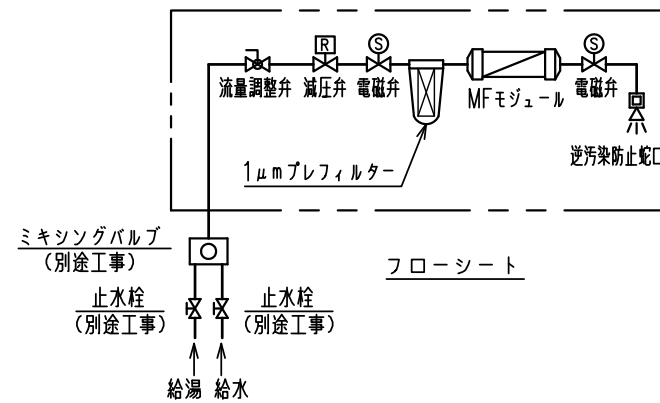 R
S
S
流量調整弁
減圧弁
電磁弁
MFモジュール
電磁弁
1μmプレフィルター
逆汚染防止蛇口
ミキシングバルブ
(別途工事)
フローシート
止水栓
(別途工事)
止水栓
(別途工事)
給湯
給水